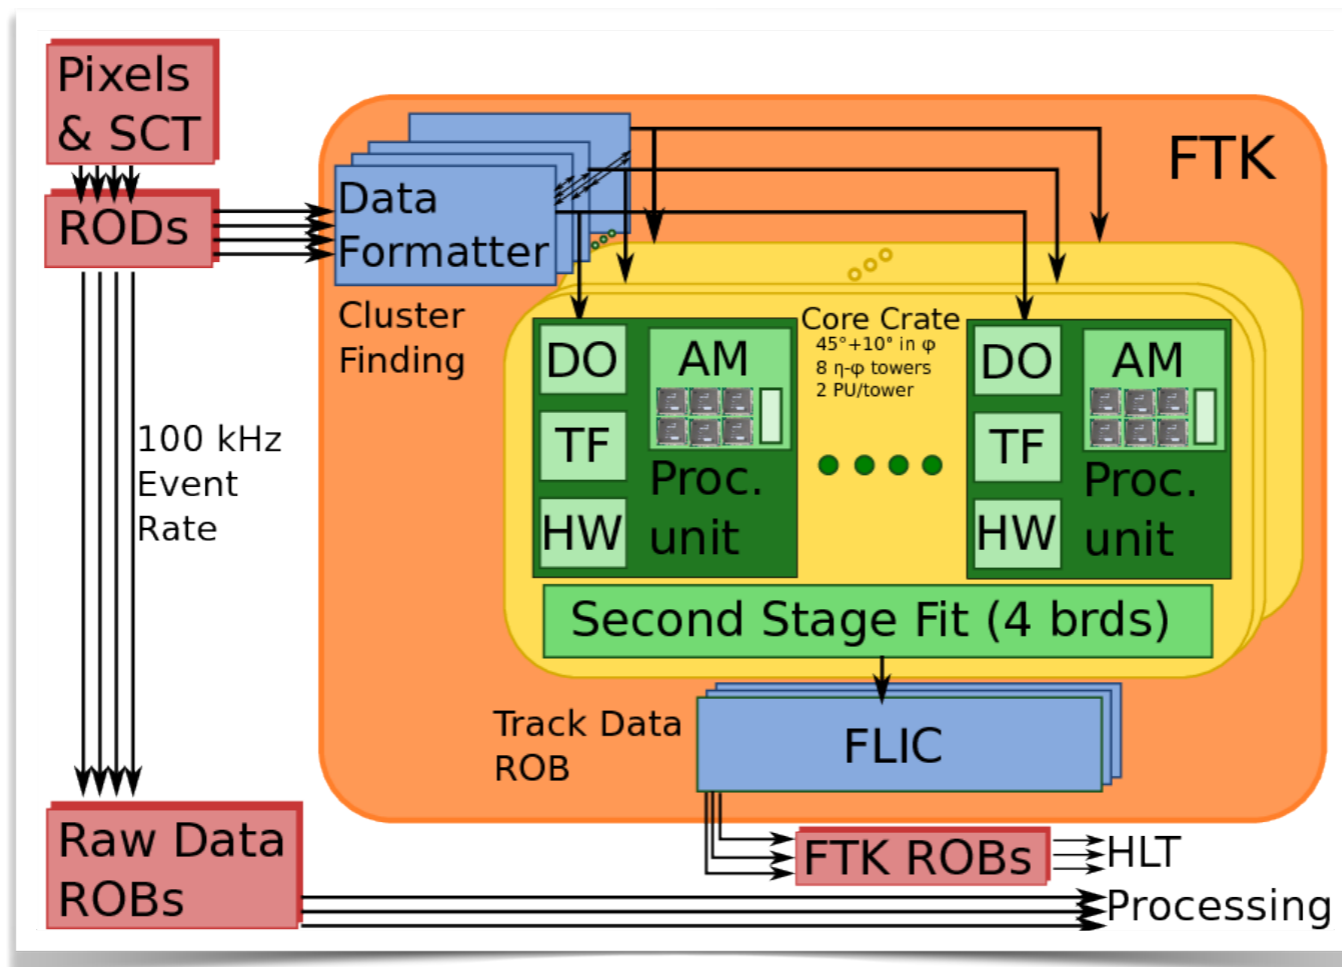 Pixels
& SCT
RODs
100 kHz
Event
Rate
Raw Data
ROBs
FTK
Data
Formatter
Cluster
Finding
Core Crate
45°+10° in φ
8 η-φ towers
2 PU/tower
DO
TF
HW
AM
Proc.
unit
DO
TF
HW
AM
Proc.
unit
Second Stage Fit (4 brds)
Track Data
ROB
FLIC
FTK ROBs
HLT
Processing